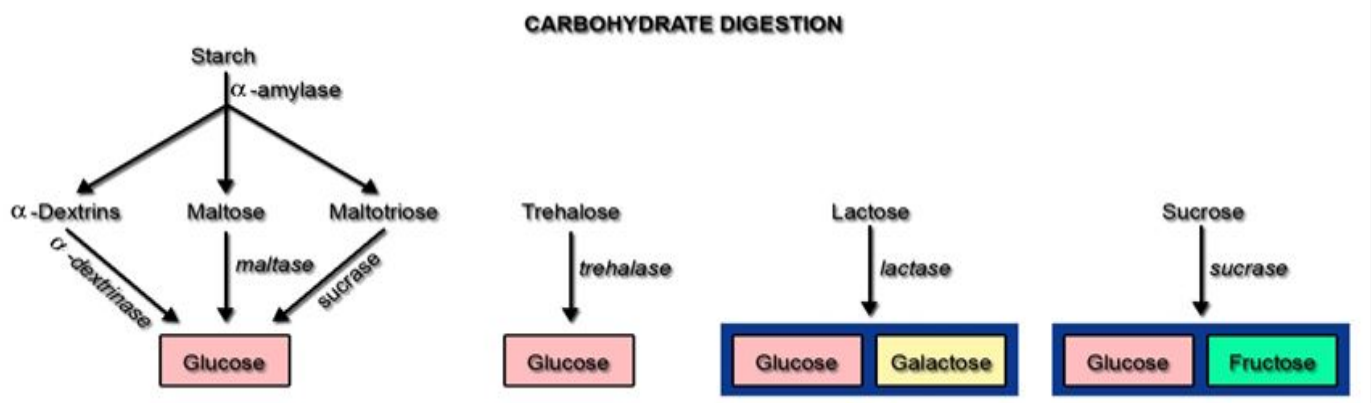 CARBOHYDRATE DIGESTION
Starch
α-amylase
α-Dextrins Maltose Maltotriose Trehalose Lactose Sucrose
α-dextrinase maltase sucrase trehalase lactase sucrase
Glucose Glucose Glucose Galactose Glucose Fructose